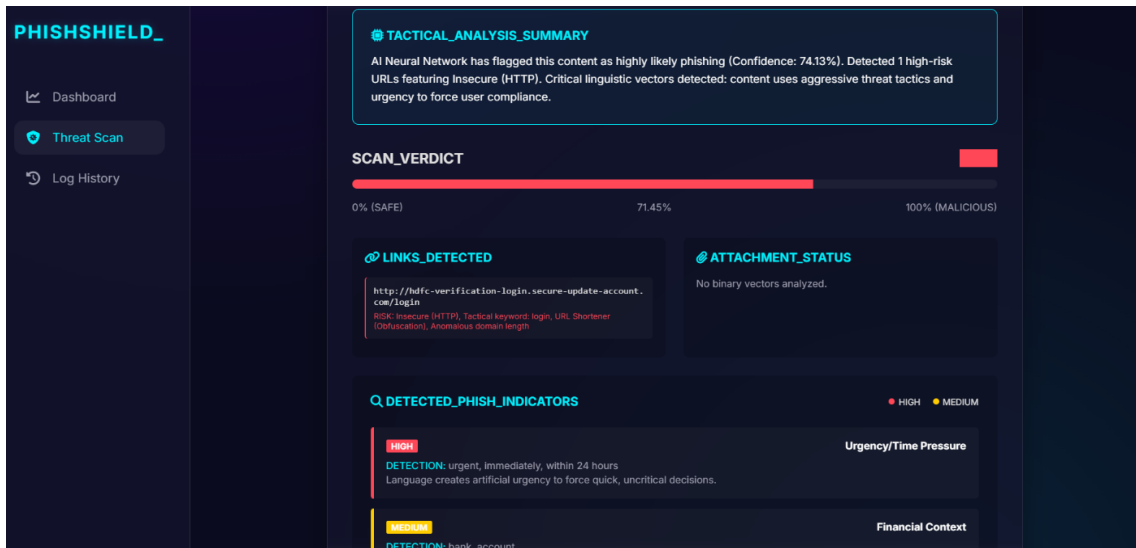 PHISHSHIELD_
Dashboard
Threat Scan
Log History
TACTICAL_ANALYSIS_SUMMARY
AI Neural Network has flagged this content as highly likely phishing (Confidence: 74.13%). Detected 1 high-risk
URLs featuring Insecure (HTTP). Critical linguistic vectors detected: content uses aggressive threat tactics and
urgency to force user compliance.
SCAN_VERDICT
0% (SAFE) 71.45% 100% (MALICIOUS)
LINKS_DETECTED
http://hdfc-verification-login.secure-update-account.
com/login
RISK: Insecure (HTTP), Tactical keyword: login, URL Shortener
(Obfuscation), Anomalous domain length
ATTACHMENT_STATUS
No binary vectors analyzed.
DETECTED_PHISH_INDICATORS
HIGH MEDIUM
HIGH Urgency/Time Pressure
DETECTION: urgent, immediately, within 24 hours
Language creates artificial urgency to force quick, uncritical decisions.
MEDIUM Financial Context
DETECTION: bank, account